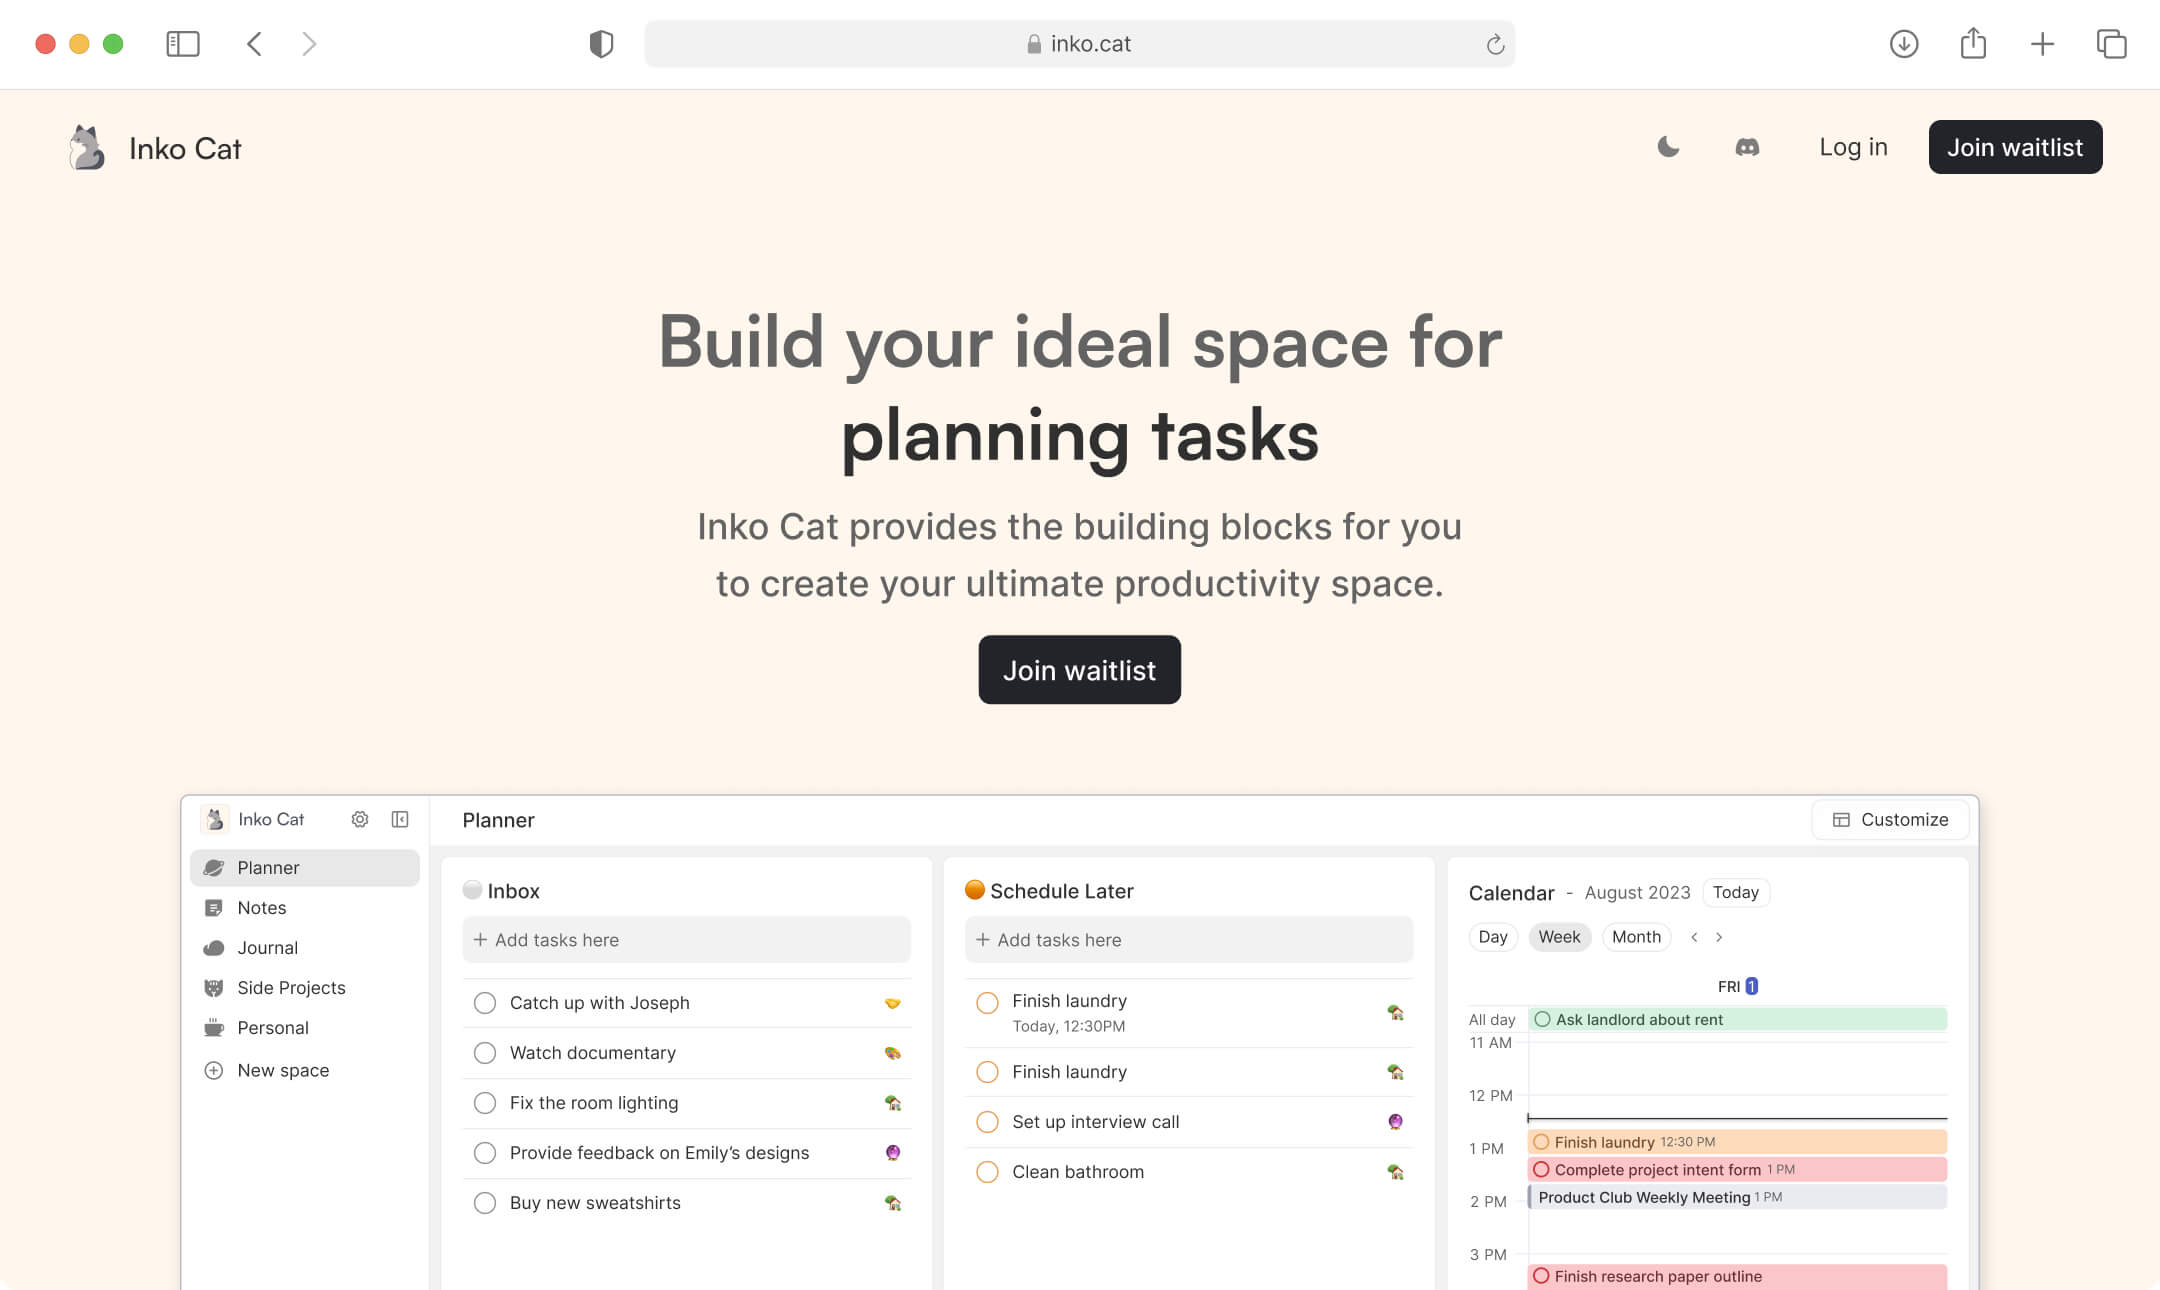 inko.cat
Inko Cat
Log in
Join waitlist
Build your ideal space for
planning tasks
Inko Cat provides the building blocks for you
to create your ultimate productivity space.
Join waitlist
Inko Cat
Planner
Notes
Journal
Side Projects
Personal
New space
Planner
Customize
Inbox
+ Add tasks here
Catch up with Joseph
Watch documentary
Fix the room lighting
Provide feedback on Emily’s designs
Buy new sweatshirts
Schedule Later
+ Add tasks here
Finish laundry
Today, 12:30PM
Finish laundry
Set up interview call
Clean bathroom
Calendar - August 2023 Today
Day Week Month < >
FRI 1
All day Ask landlord about rent
11 AM
12 PM
Finish laundry 12:30 PM
1 PM
Complete project intent form 1 PM
Product Club Weekly Meeting 1 PM
2 PM
3 PM
Finish research paper outline